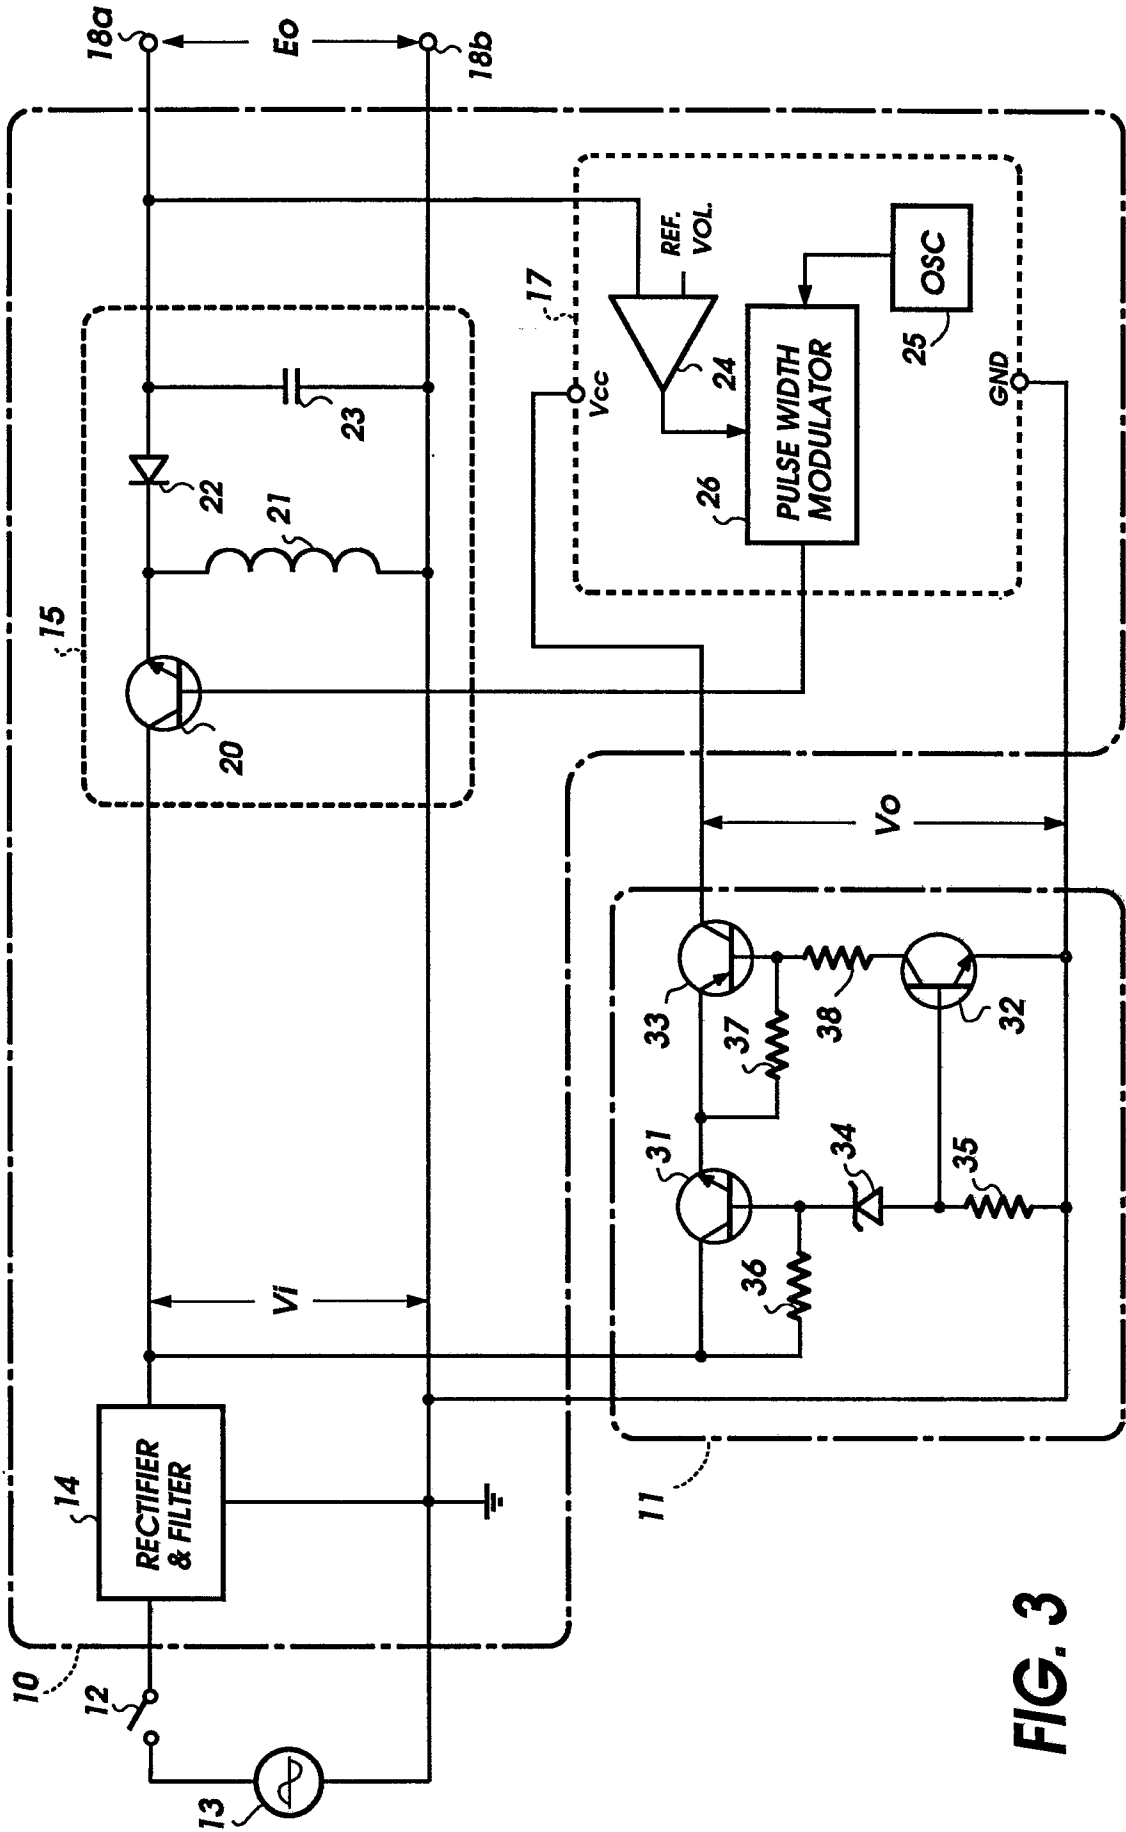 10
12
13
14
RECTIFIER
& FILTER
Vi
15
20
21
22
23
18a
Eo
18b
17
Vcc
REF.
VOL.
24
26
PULSE WIDTH
MODULATOR
OSC
25
GND
Vo
11
31
33
36
37
38
34
35
32
FIG. 3